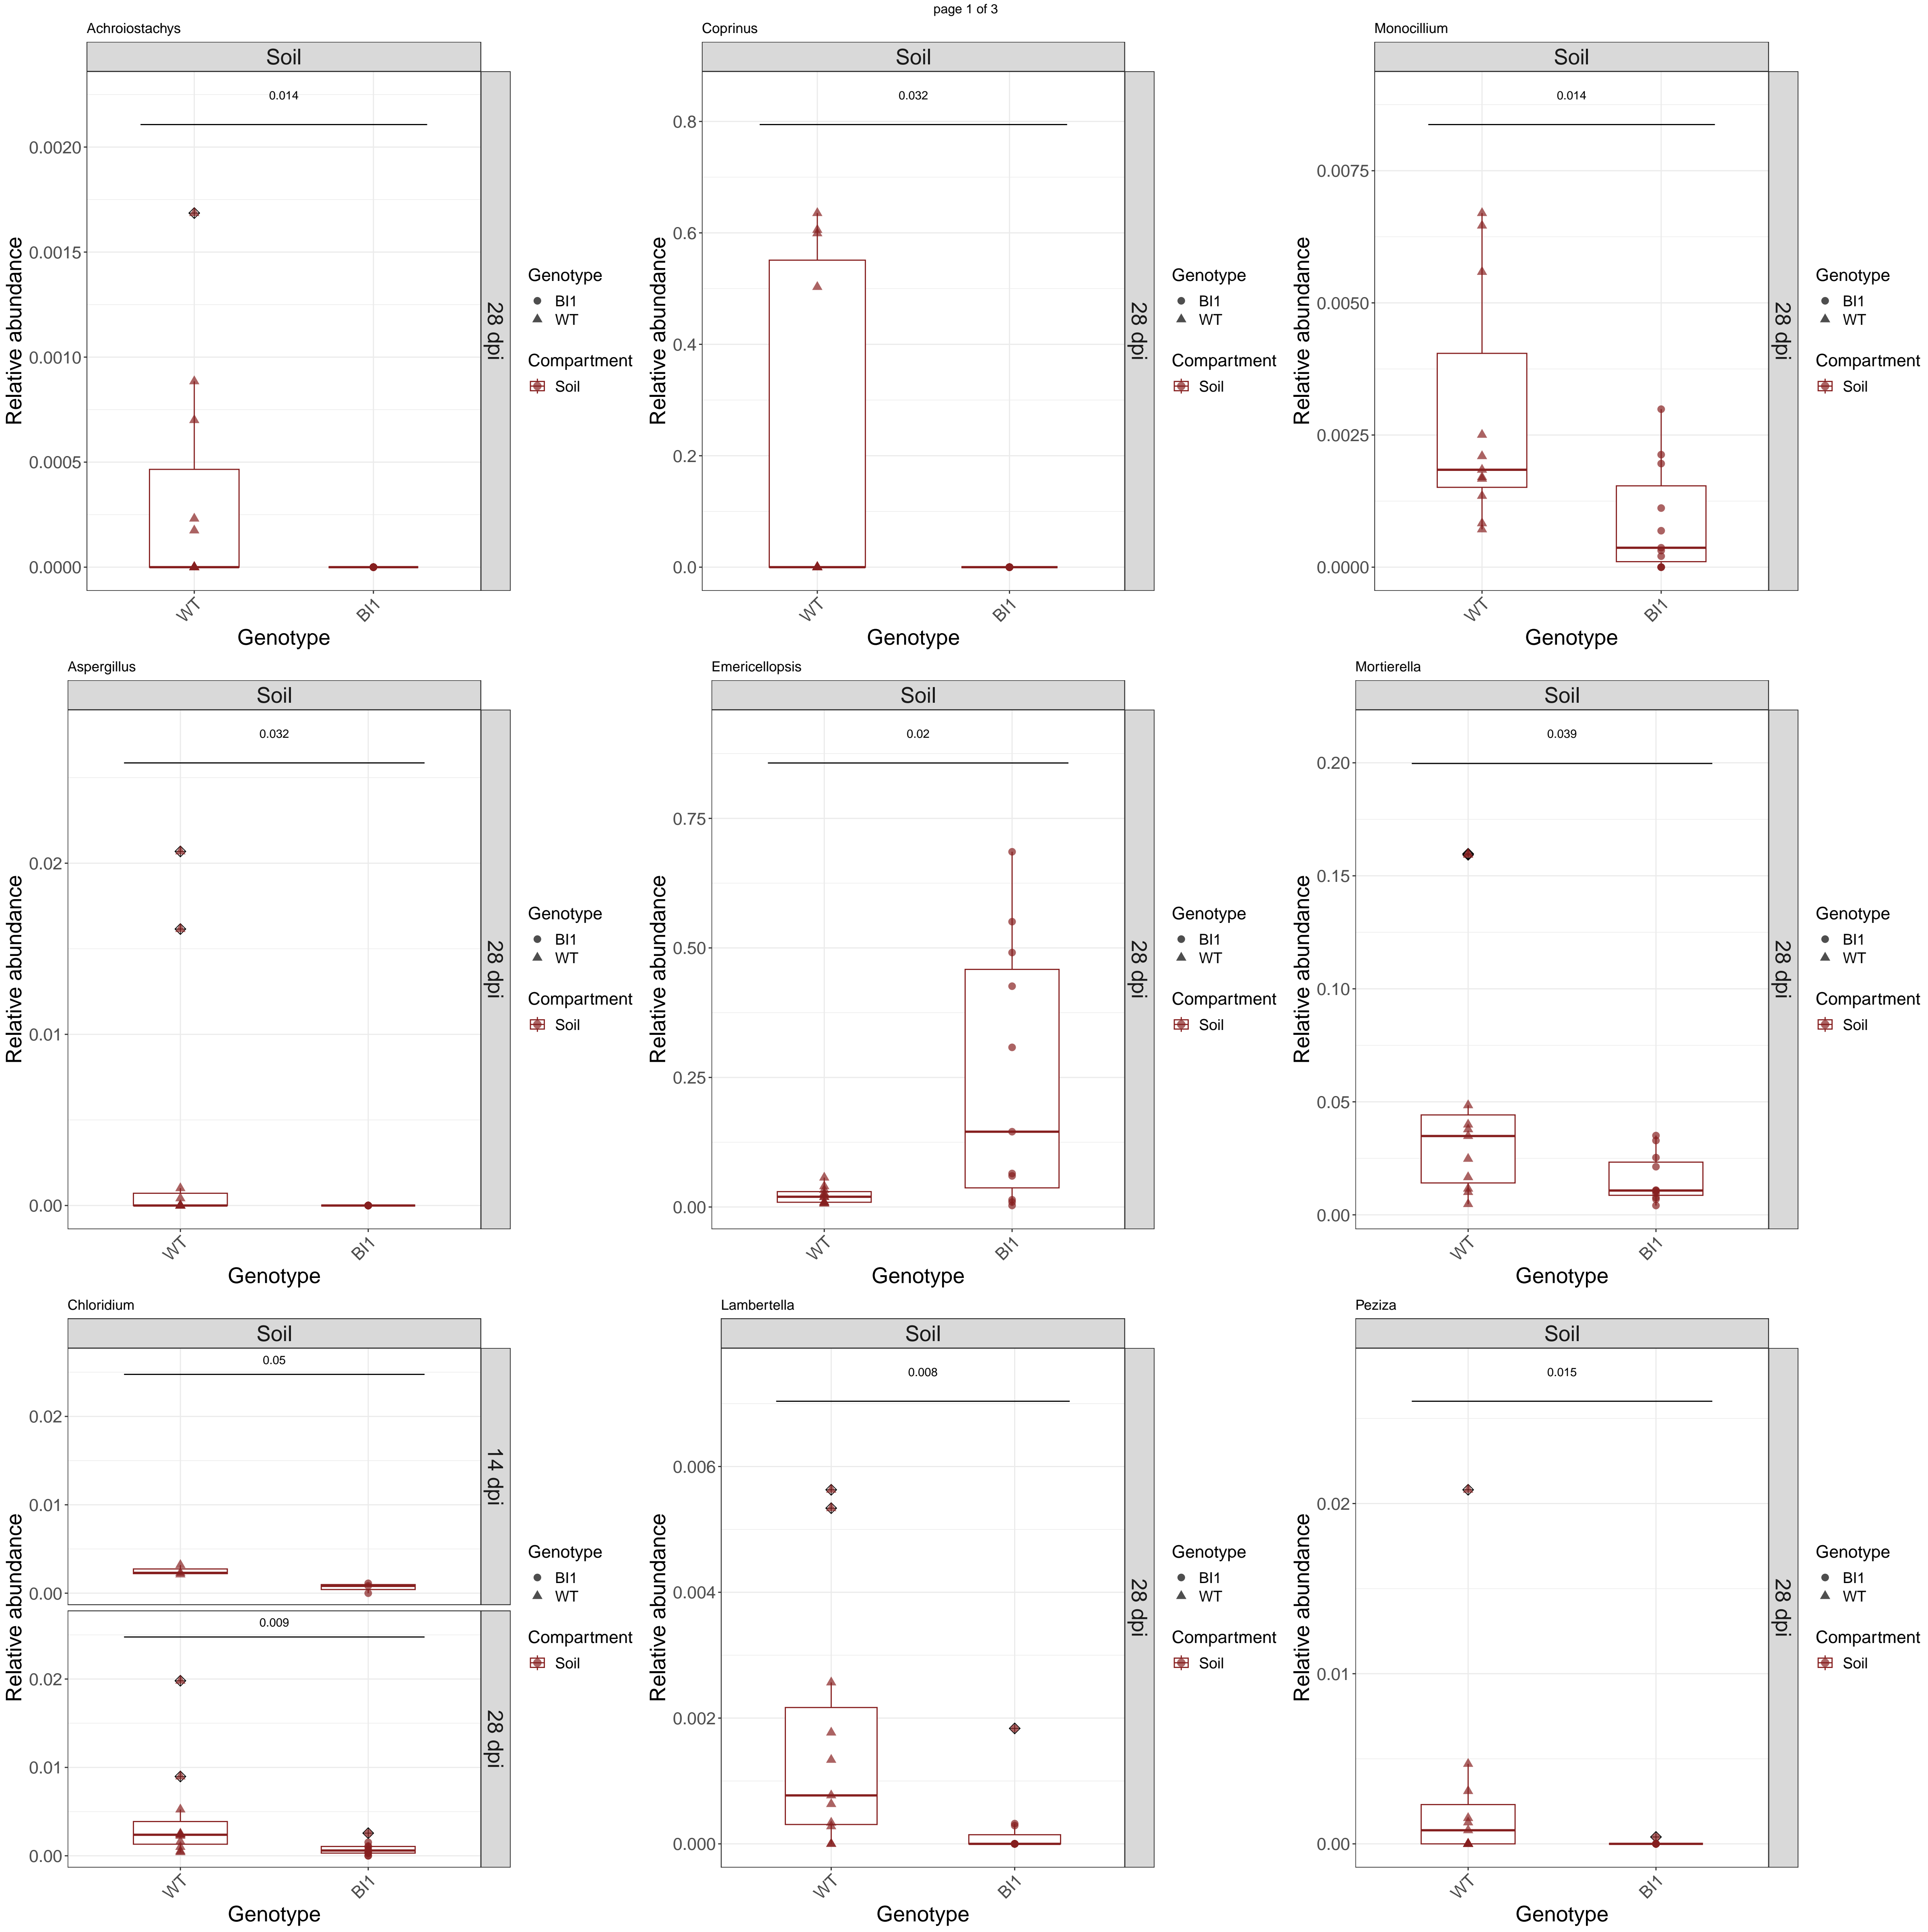 page 1 of 3
Achroiostachys
Soil
0.014
0.0020
0.0015
0.0010
0.0005
0.0000
Relative abundance
28 dpi
WT
BI1
Genotype
Genotype
BI1
WT
Compartment
Soil
Coprinus
Soil
0.032
0.8
0.6
0.4
0.2
0.0
Relative abundance
28 dpi
WT
BI1
Genotype
Genotype
BI1
WT
Compartment
Soil
Monocillium
Soil
0.014
0.0075
0.0050
0.0025
0.0000
Relative abundance
28 dpi
WT
BI1
Genotype
Genotype
BI1
WT
Compartment
Soil
Aspergillus
Soil
0.032
0.02
0.01
0.00
Relative abundance
28 dpi
WT
BI1
Genotype
Genotype
BI1
WT
Compartment
Soil
Emericellopsis
Soil
0.02
0.75
0.50
0.25
0.00
Relative abundance
28 dpi
WT
BI1
Genotype
Genotype
BI1
WT
Compartment
Soil
Mortierella
Soil
0.039
0.20
0.15
0.10
0.05
0.00
Relative abundance
28 dpi
WT
BI1
Genotype
Genotype
BI1
WT
Compartment
Soil
Chloridium
Soil
0.05
0.02
0.01
0.00
14 dpi
0.009
0.02
0.01
0.00
Relative abundance
28 dpi
WT
BI1
Genotype
Genotype
BI1
WT
Compartment
Soil
Lambertella
Soil
0.008
0.006
0.004
0.002
0.000
Relative abundance
28 dpi
WT
BI1
Genotype
Genotype
BI1
WT
Compartment
Soil
Peziza
Soil
0.015
0.02
0.01
0.00
Relative abundance
28 dpi
WT
BI1
Genotype
Genotype
BI1
WT
Compartment
Soil